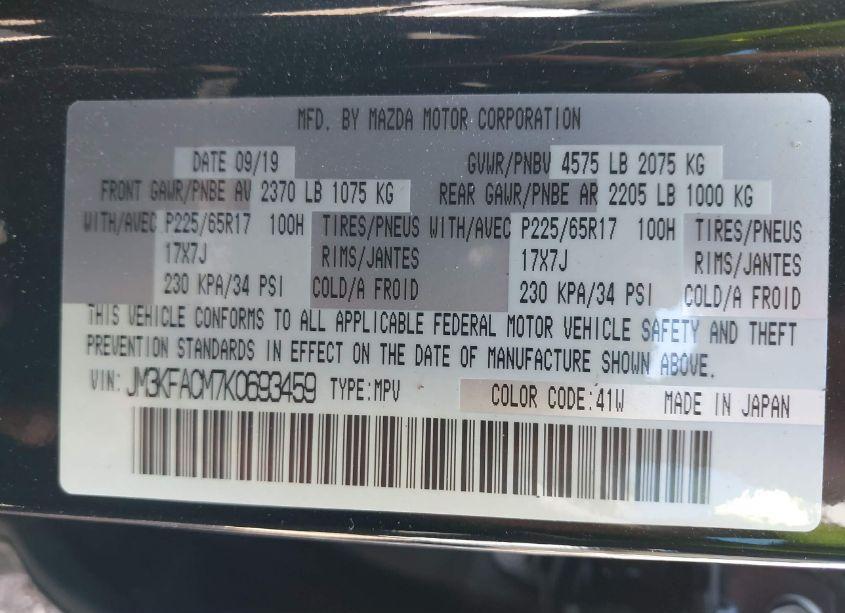 MFD. BY MAZDA MOTOR CORPORATION
DATE 09/19 GVWR/PNBV 4575 LB 2075 KG
FRONT GAWR/PNBE AV 2370 LB 1075 KG REAR GAWR/PNBE AR 2205 LB 1000 KG
WITH/AVEC P225/65R17 100H TIRES/PNEUS WITH/AVEC P225/65R17 100H TIRES/PNEUS
17X7J RIMS/JANTES 17X7J RIMS/JANTES
230 KPA/34 PSI COLD/A FROID 230 KPA/34 PSI COLD/A FROID
THIS VEHICLE CONFORMS TO ALL APPLICABLE FEDERAL MOTOR VEHICLE SAFETY AND THEFT
PREVENTION STANDARDS IN EFFECT ON THE DATE OF MANUFACTURE SHOWN ABOVE.
VIN: JM3KFACM7K0693459 TYPE:MPV COLOR CODE:41W MADE IN JAPAN